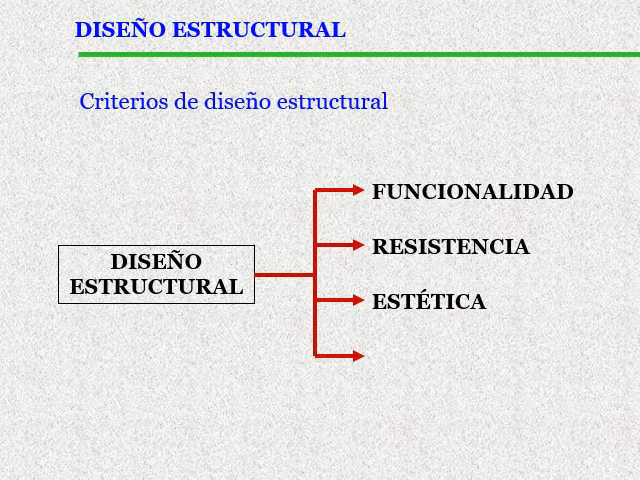 DISEÑO ESTRUCTURAL
Criterios de diseño estructural
FUNCIONALIDAD
RESISTENCIA
DISEÑO
ESTRUCTURAL
ESTÉTICA